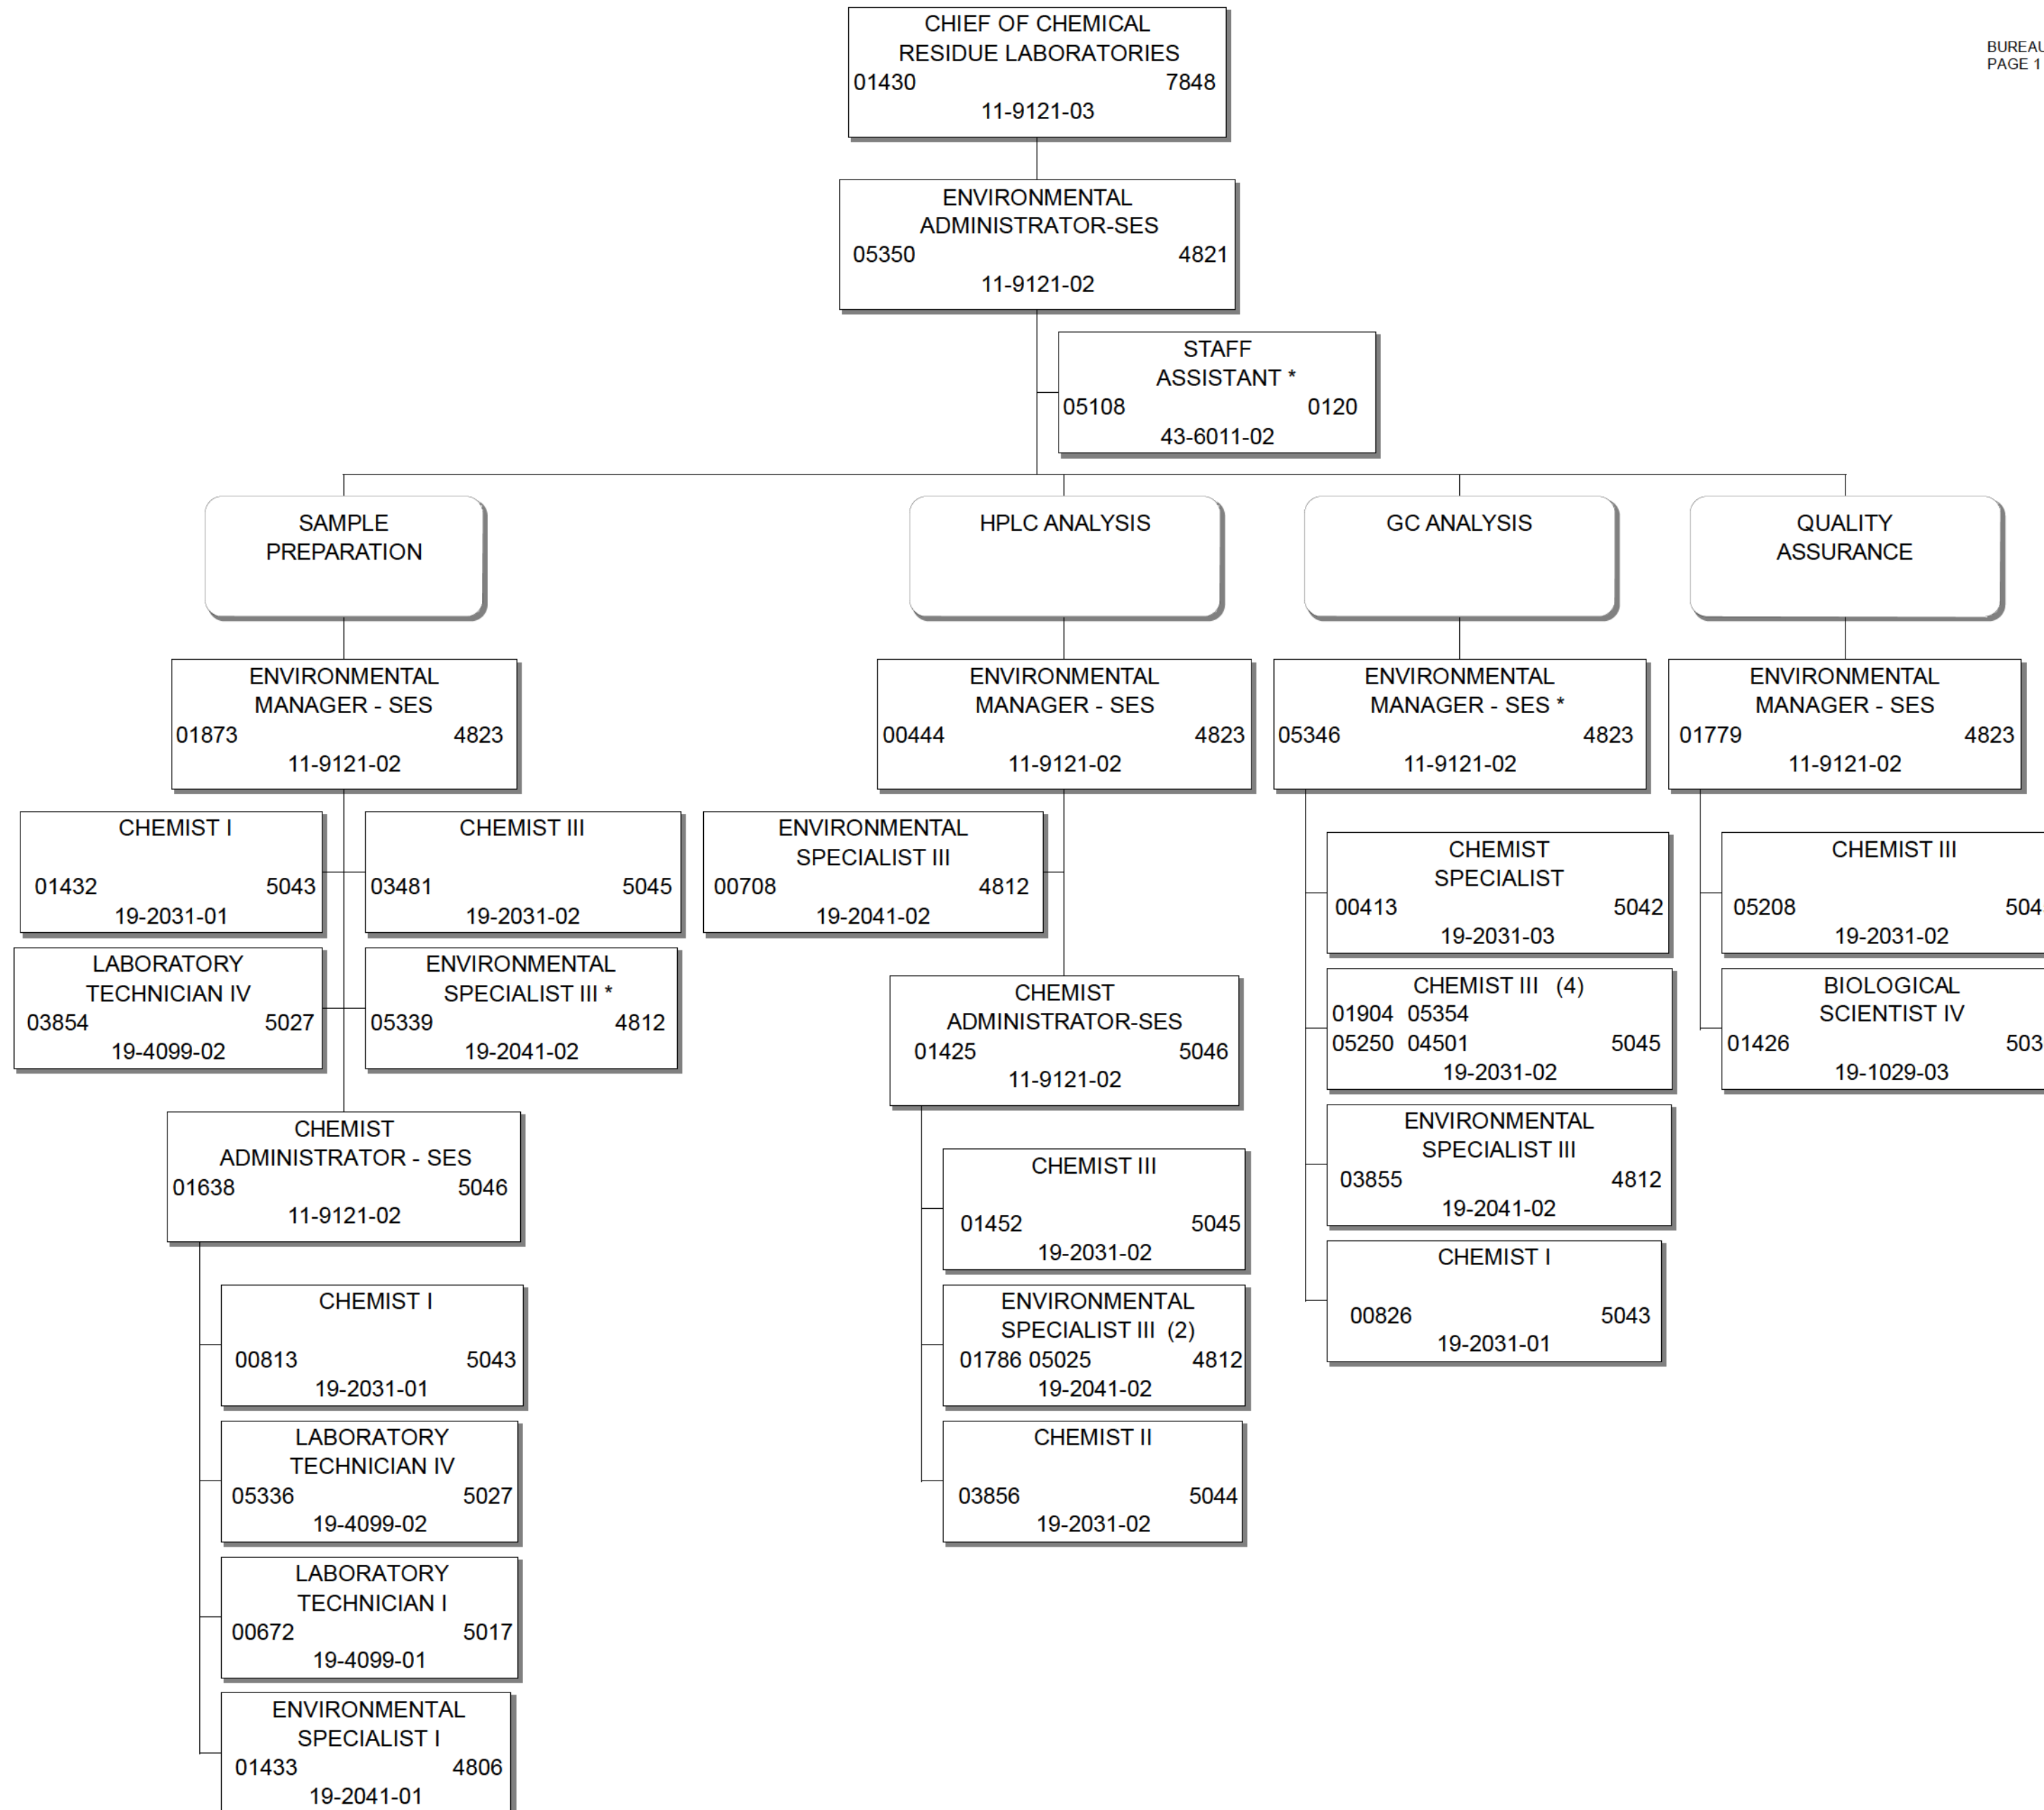 CHIEF OF CHEMICAL
RESIDUE LABORATORIES
01430 7848
11-9121-03
BUREAU
PAGE 1
ENVIRONMENTAL
ADMINISTRATOR-SES
05350 4821
11-9121-02
STAFF
ASSISTANT *
05108 0120
43-6011-02
SAMPLE
PREPARATION
HPLC ANALYSIS
GC ANALYSIS
QUALITY
ASSURANCE
ENVIRONMENTAL
MANAGER - SES
01873 4823
11-9121-02
ENVIRONMENTAL
MANAGER - SES
00444 4823
11-9121-02
ENVIRONMENTAL
MANAGER - SES *
05346 4823
11-9121-02
ENVIRONMENTAL
MANAGER - SES
01779 4823
11-9121-02
CHEMIST I
01432 5043
19-2031-01
CHEMIST III
03481 5045
19-2031-02
LABORATORY
TECHNICIAN IV
03854 5027
19-4099-02
ENVIRONMENTAL
SPECIALIST III *
05339 4812
19-2041-02
CHEMIST
ADMINISTRATOR - SES
01638 5046
11-9121-02
CHEMIST I
00813 5043
19-2031-01
LABORATORY
TECHNICIAN IV
05336 5027
19-4099-02
LABORATORY
TECHNICIAN I
00672 5017
19-4099-01
ENVIRONMENTAL
SPECIALIST I
01433 4806
19-2041-01
ENVIRONMENTAL
SPECIALIST III
00708 4812
19-2041-02
CHEMIST
ADMINISTRATOR-SES
01425 5046
11-9121-02
CHEMIST III
01452 5045
19-2031-02
ENVIRONMENTAL
SPECIALIST III (2)
01786 05025 4812
19-2041-02
CHEMIST II
03856 5044
19-2031-02
CHEMIST
SPECIALIST
00413 5042
19-2031-03
CHEMIST III (4)
01904 05354
05250 04501 5045
19-2031-02
ENVIRONMENTAL
SPECIALIST III
03855 4812
19-2041-02
CHEMIST I
00826 5043
19-2031-01
CHEMIST III
05208 504
19-2031-02
BIOLOGICAL
SCIENTIST IV
01426 503
19-1029-03